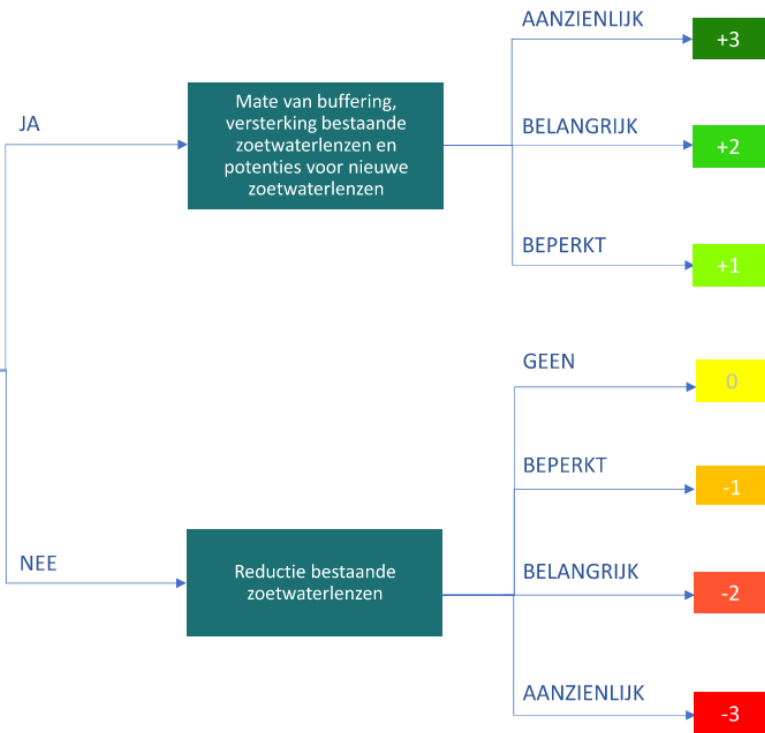 AANZIENLIJK
+3
JA
Mate van buffering,
versterking bestaande
zoetwaterlenzen en
potenties voor nieuwe
zoetwaterlenzen
BELANGRIJK
+2
BEPERKT
+1
GEEN
0
BEPERKT
-1
NEE
Reductie bestaande
zoetwaterlenzen
BELANGRIJK
-2
AANZIENLIJK
-3